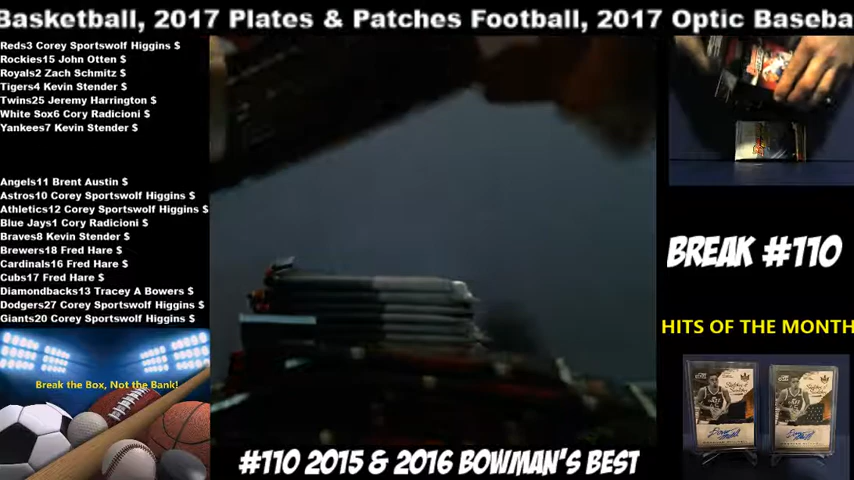 Basketball, 2017 Plates & Patches Football, 2017 Optic Baseba
Reds3 Corey Sportswolf Higgins $
Rockies15 John Otten $
Royals2 Zach Schmitz $
Tigers4 Kevin Stender $
Twins25 Jeremy Harrington $
White Sox6 Cory Radicioni $
Yankees7 Kevin Stender $
Angels11 Brent Austin $
Astros10 Corey Sportswolf Higgins $
Athletics12 Corey Sportswolf Higgins $
Blue Jays1 Cory Radicioni $
Braves8 Kevin Stender $
Brewers18 Fred Hare $
Cardinals16 Fred Hare $
Cubs17 Fred Hare $
Diamondbacks13 Tracey A Bowers $
Dodgers27 Corey Sportswolf Higgins $
Giants20 Corey Sportswolf Higgins $
Break the Box, Not the Bank!
BREAK #110
HITS OF THE MONTH
#110 2015 & 2016 BOWMAN'S BEST